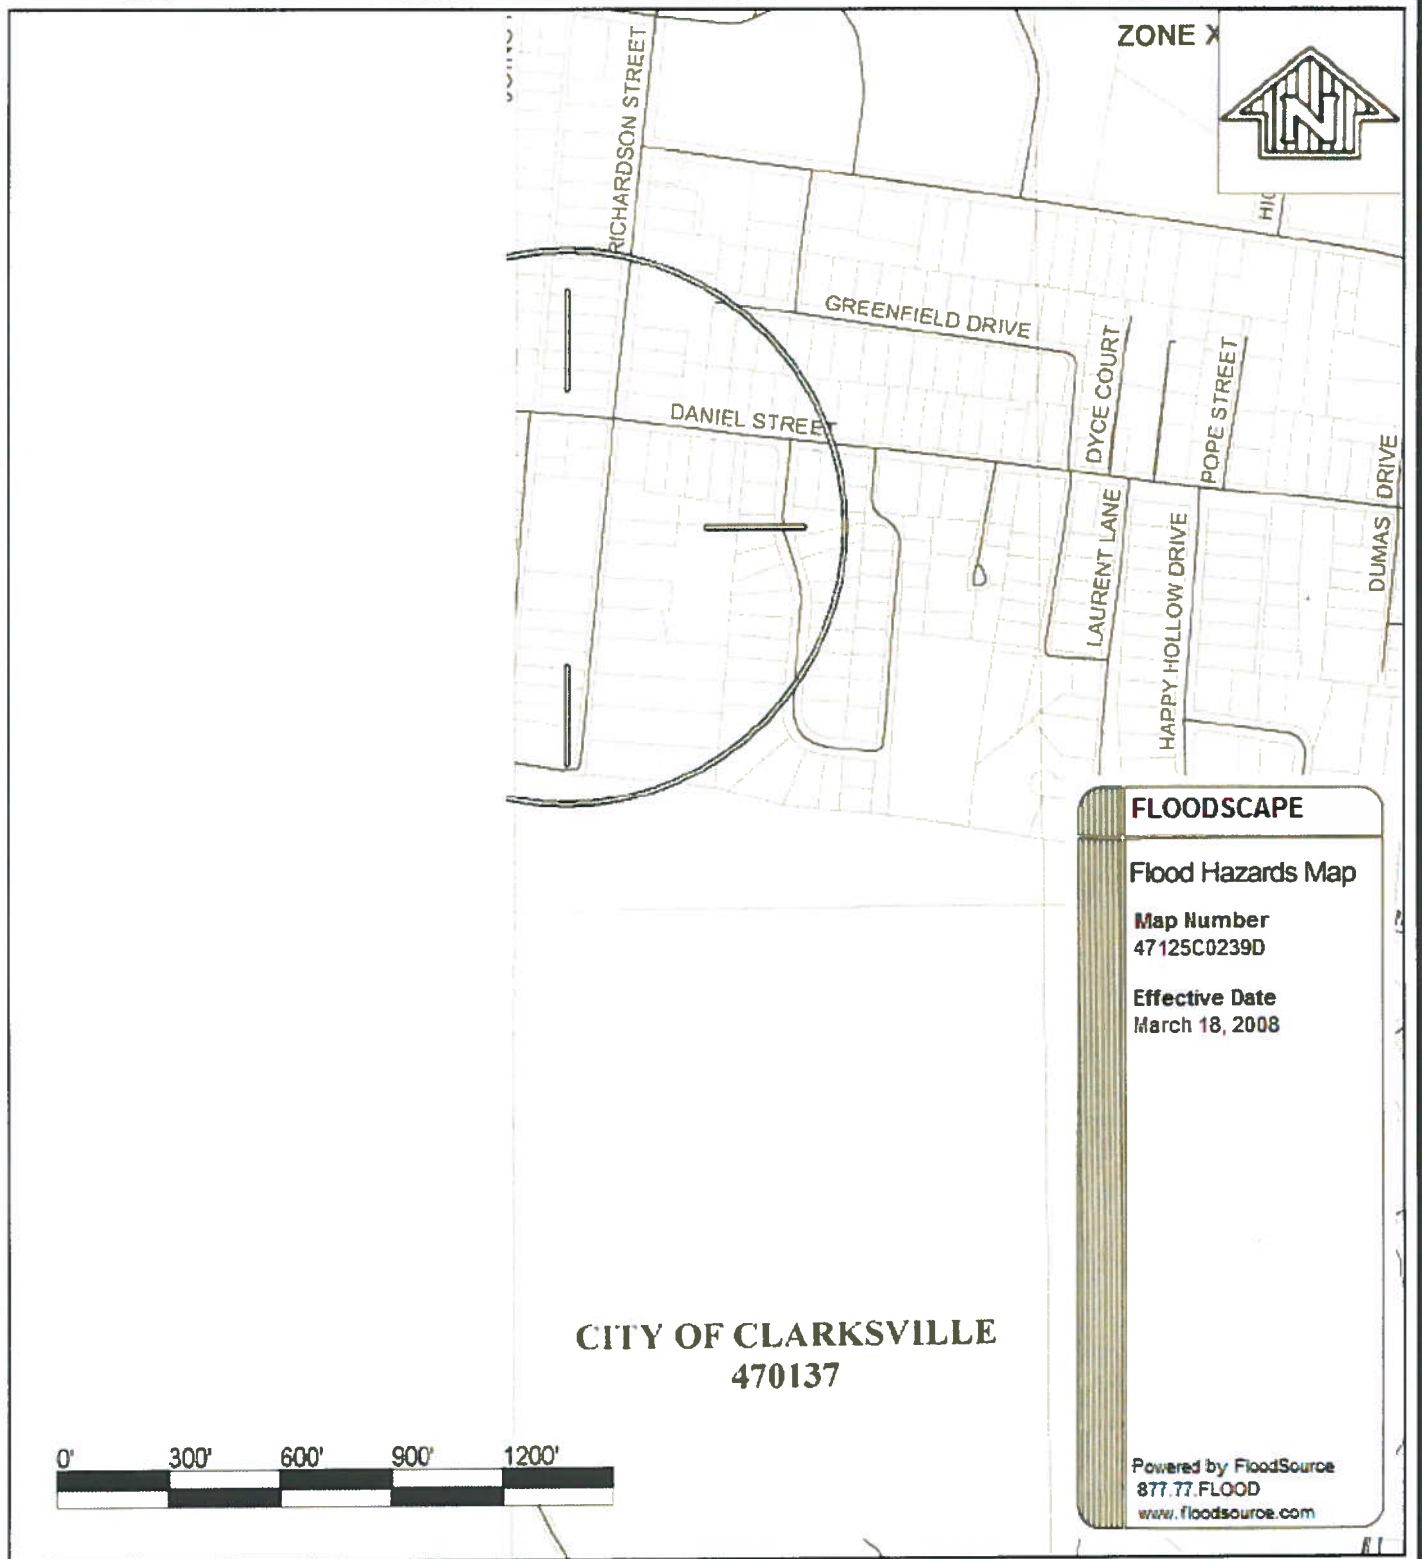 ZONE X
N
RICHARDSON STREET
GREENFIELD DRIVE
DANIEL STREET
DYCE COURT
POPE STREET
DUMAS DRIVE
LAURENT LANE
HAPPY HOLLOW DRIVE
FLOODSCAPE
Flood Hazards Map
Map Number
47125C0239D
Effective Date
March 18, 2008
CITY OF CLARKSVILLE
470137
0' 300' 600' 900' 1200'
Powered by FloodSource
877.77.FLOOD
www.floodsource.com